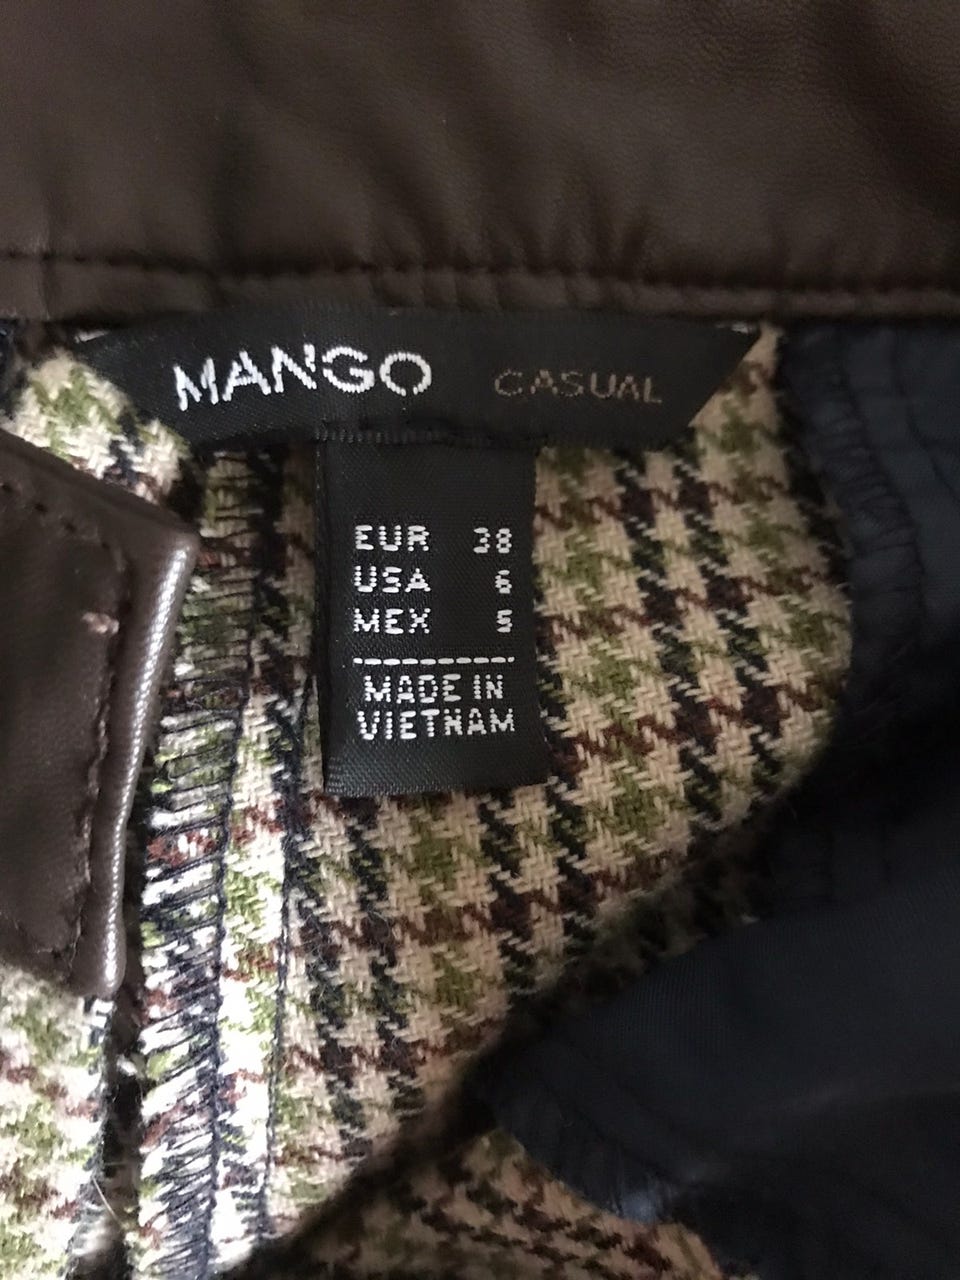 MANGO CASUAL
EUR 38
USA 6
MEX 5
MADE IN
VIETNAM